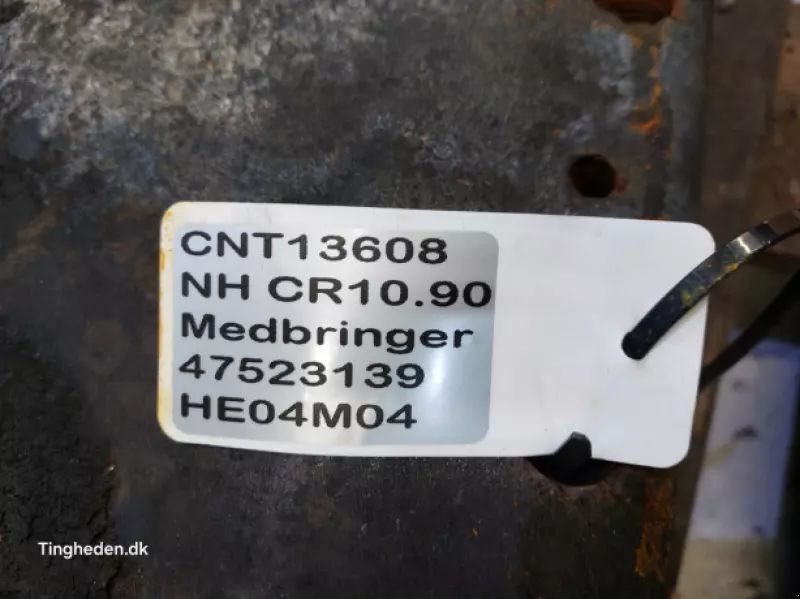 CNT13608
NH CR10.90
Medbringer
47523139
HE04M04
Tingheden.dk